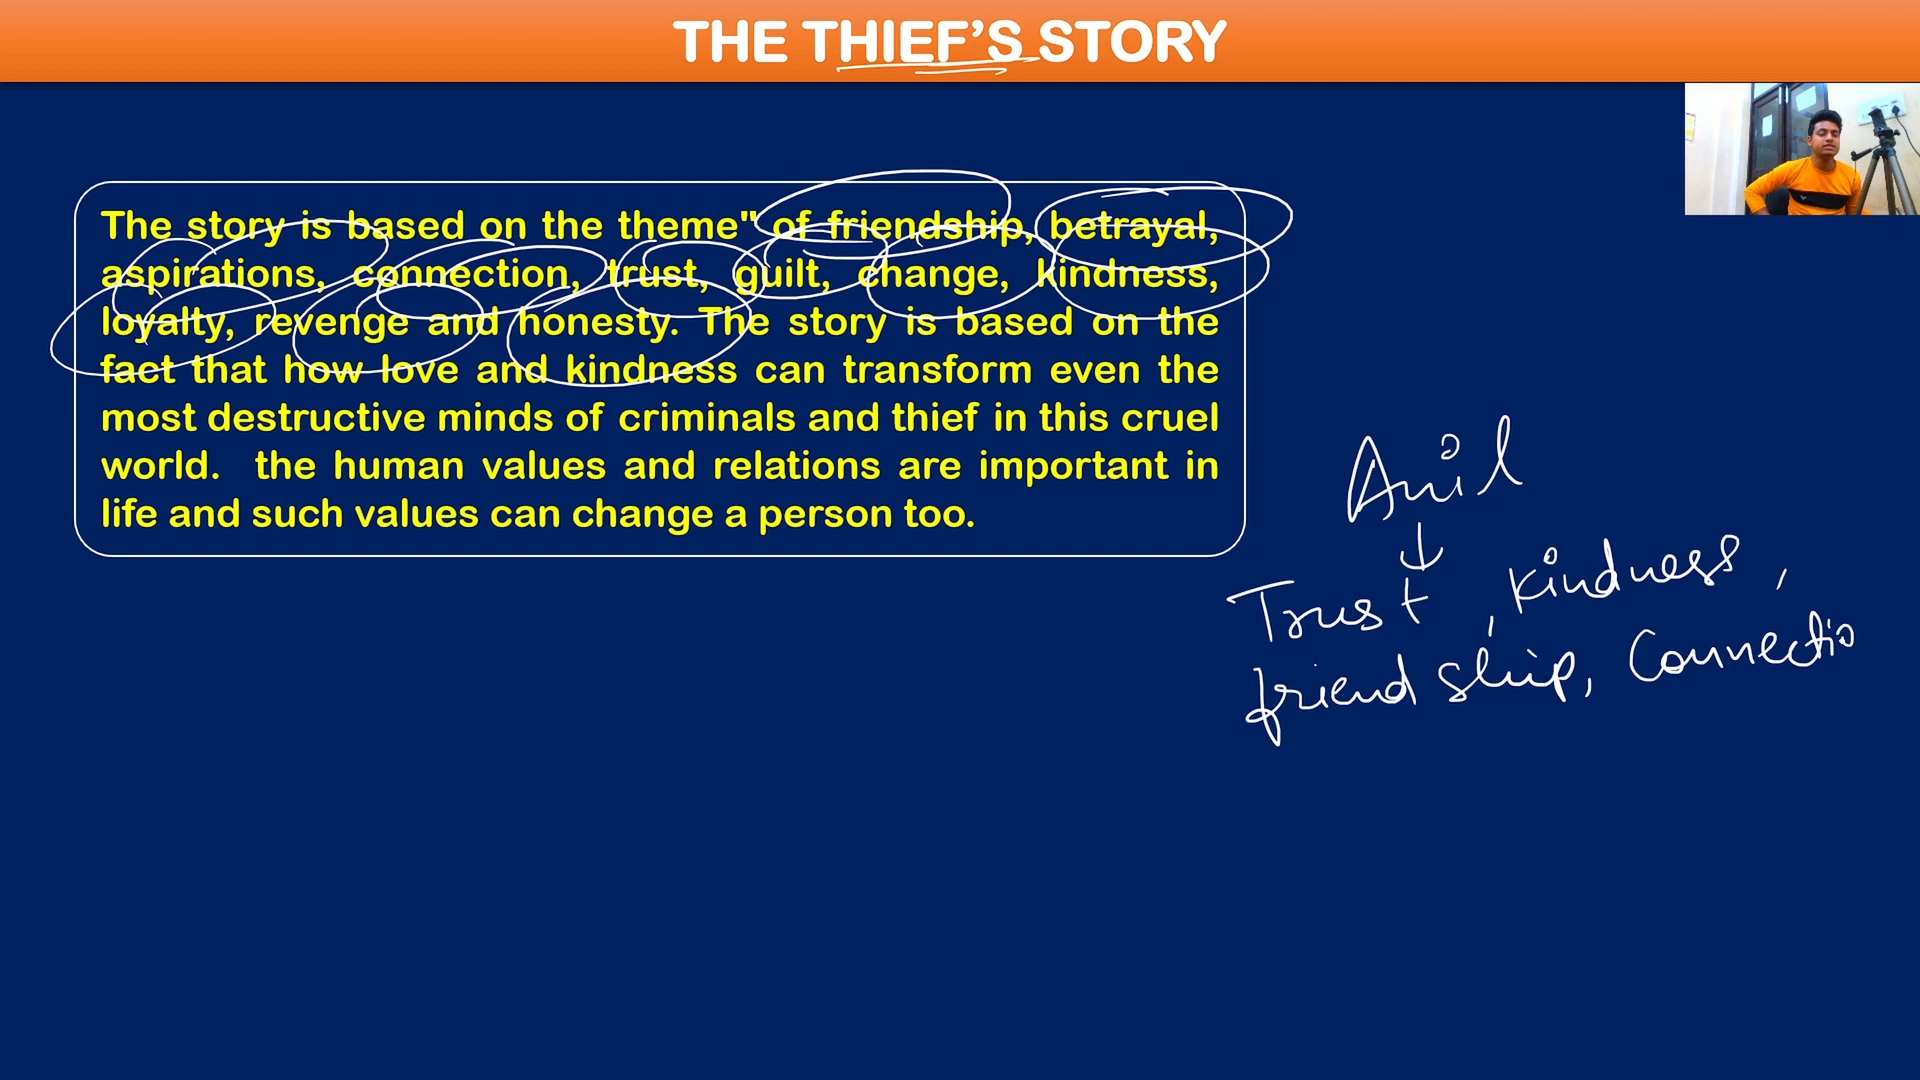 THE THIEF'S STORY
The story is based on the theme" of friendship, betrayal,
aspirations, connection, trust, guilt, change, kindness,
loyalty, revenge and honesty. The story is based on the
fact that how love and kindness can transform even the
most destructive minds of criminals and thief in this cruel
world. the human values and relations are important in
life and such values can change a person too.
Anil
Trust, kindness,
friendship, Connectio